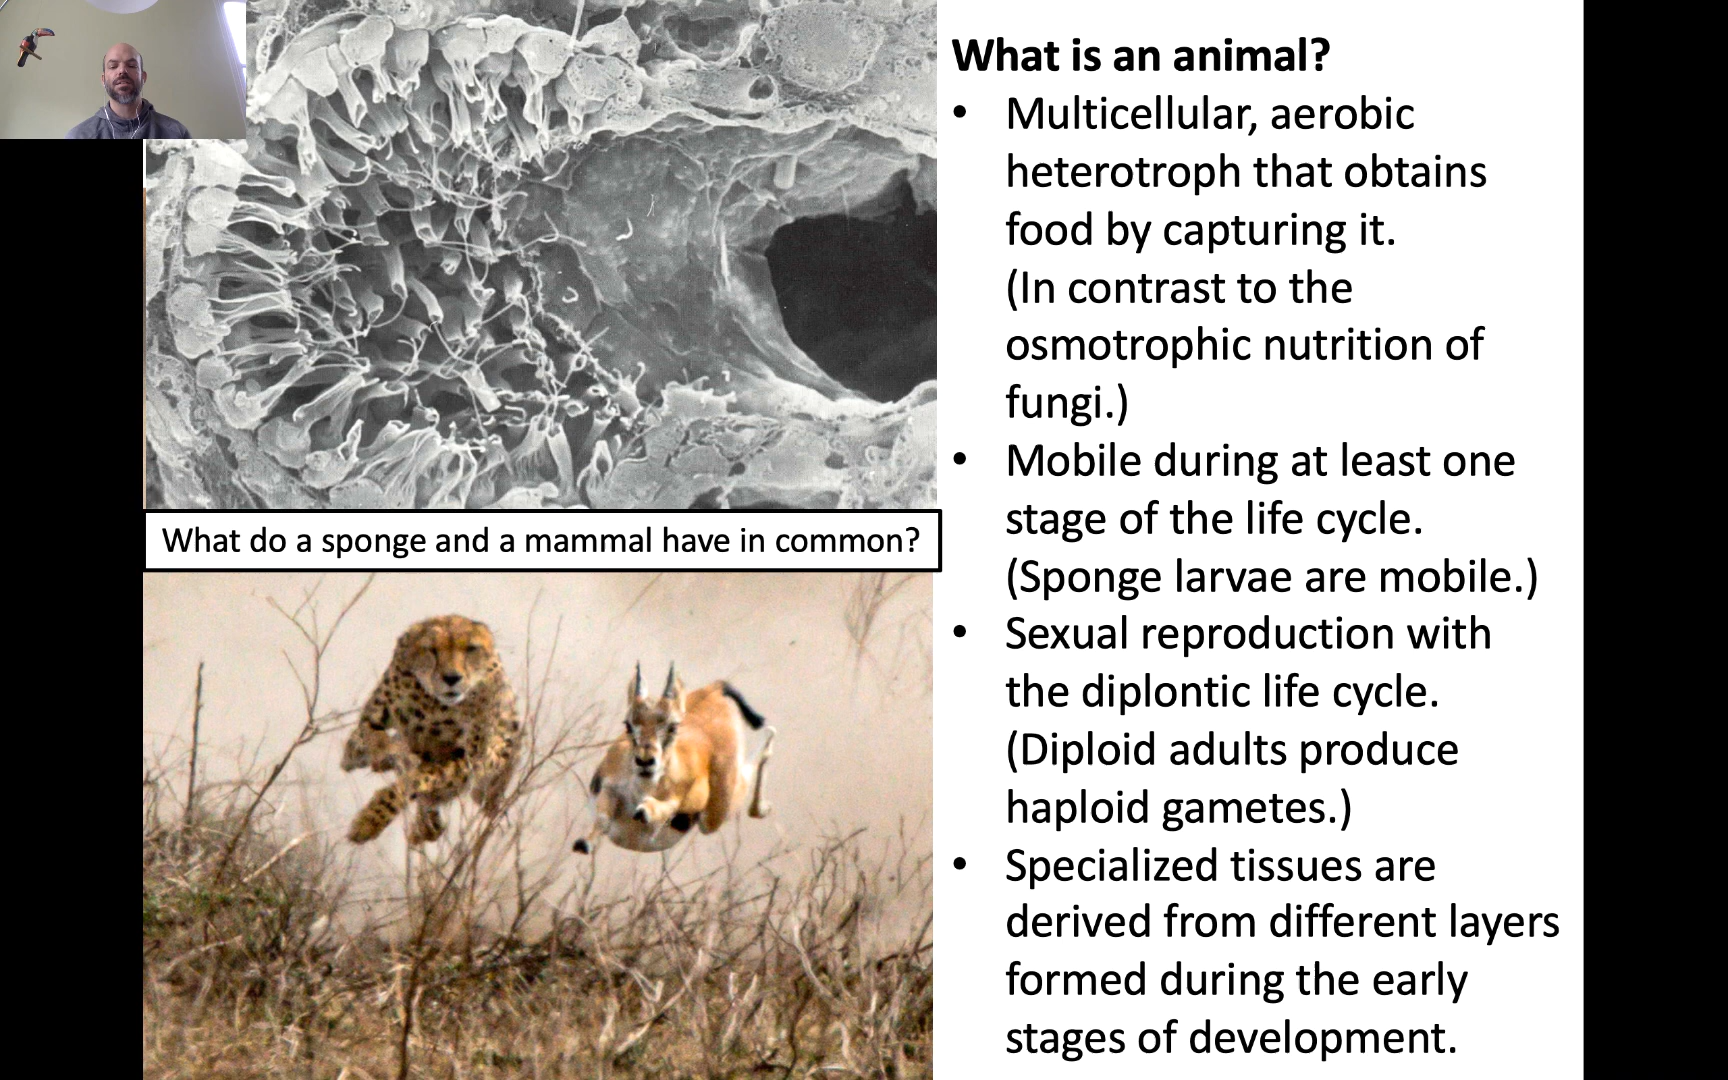 What is an animal?
• Multicellular, aerobic
heterotroph that obtains
food by capturing it.
(In contrast to the
osmotrophic nutrition of
fungi.)
• Mobile during at least one
stage of the life cycle.
(Sponge larvae are mobile.)
• Sexual reproduction with
the diplontic life cycle.
(Diploid adults produce
haploid gametes.)
• Specialized tissues are
derived from different layers
formed during the early
stages of development.
What do a sponge and a mammal have in common?